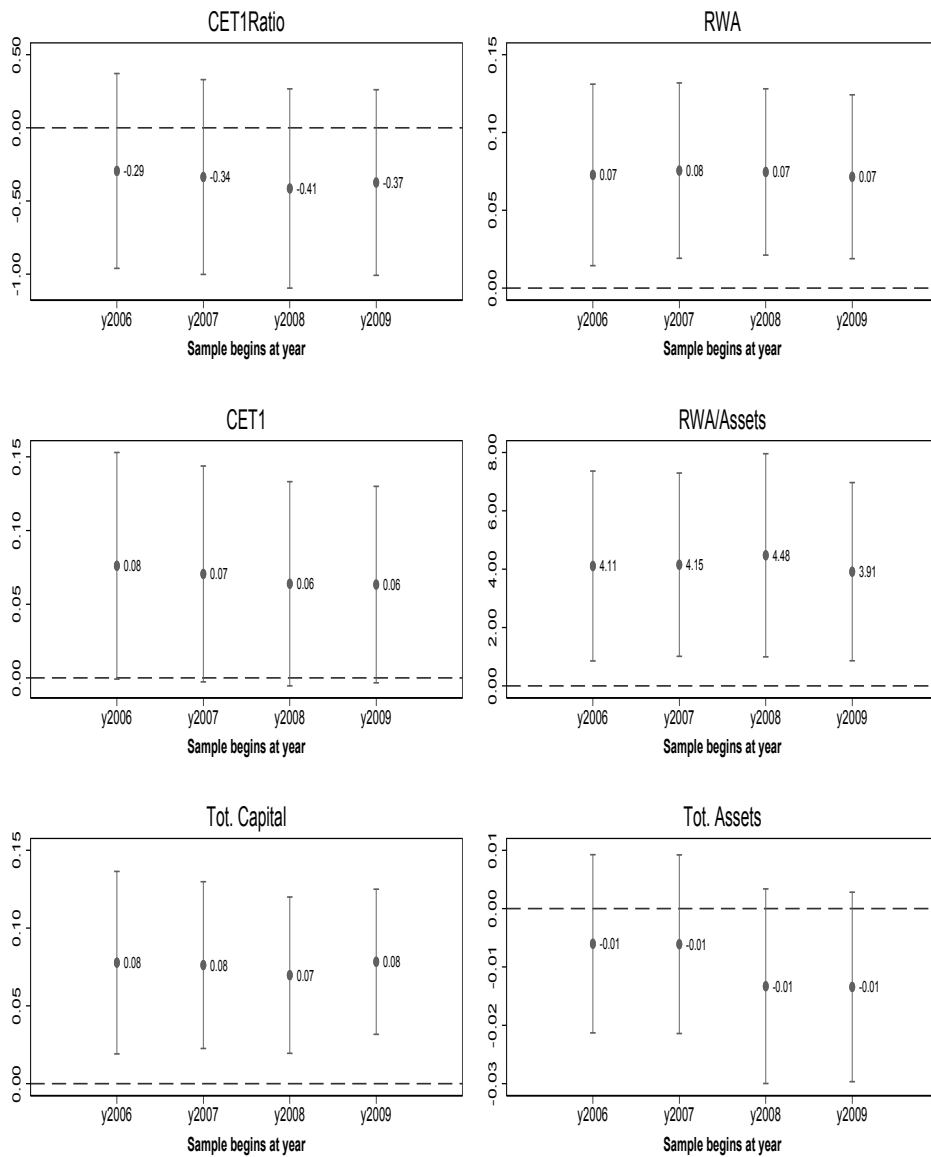 CET1Ratio
0.50
0.00
-0.50
-1.00
-0.29
-0.34
-0.41
-0.37
y2006 y2007 y2008 y2009
Sample begins at year
RWA
0.15
0.10
0.05
0.00
0.07
0.08
0.07
0.07
y2006 y2007 y2008 y2009
Sample begins at year
CET1
0.15
0.10
0.05
0.00
0.08
0.07
0.06
0.06
y2006 y2007 y2008 y2009
Sample begins at year
RWA/Assets
8.00
6.00
4.00
2.00
0.00
4.11
4.15
4.48
3.91
y2006 y2007 y2008 y2009
Sample begins at year
Tot. Capital
0.15
0.10
0.05
0.00
0.08
0.08
0.07
0.08
y2006 y2007 y2008 y2009
Sample begins at year
Tot. Assets
0.01
0.00
-0.01
-0.02
-0.03
-0.01
-0.01
-0.01
-0.01
y2006 y2007 y2008 y2009
Sample begins at year